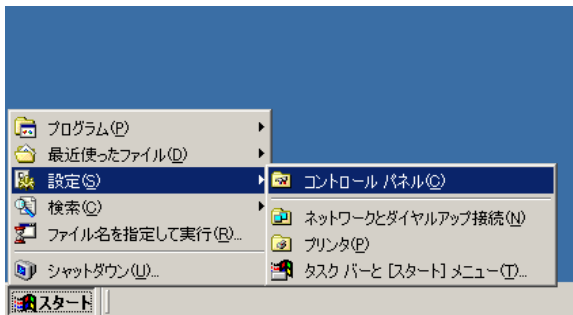 プログラム(P)
最近使ったファイル(D)
設定(S)
検索(C)
ファイル名を指定して実行(R)...
シャットダウン(U)...
コントロール パネル(C)
ネットワークとダイヤルアップ接続(N)
プリンタ(P)
タスク バーと [スタート] メニュー(T)...
スタート